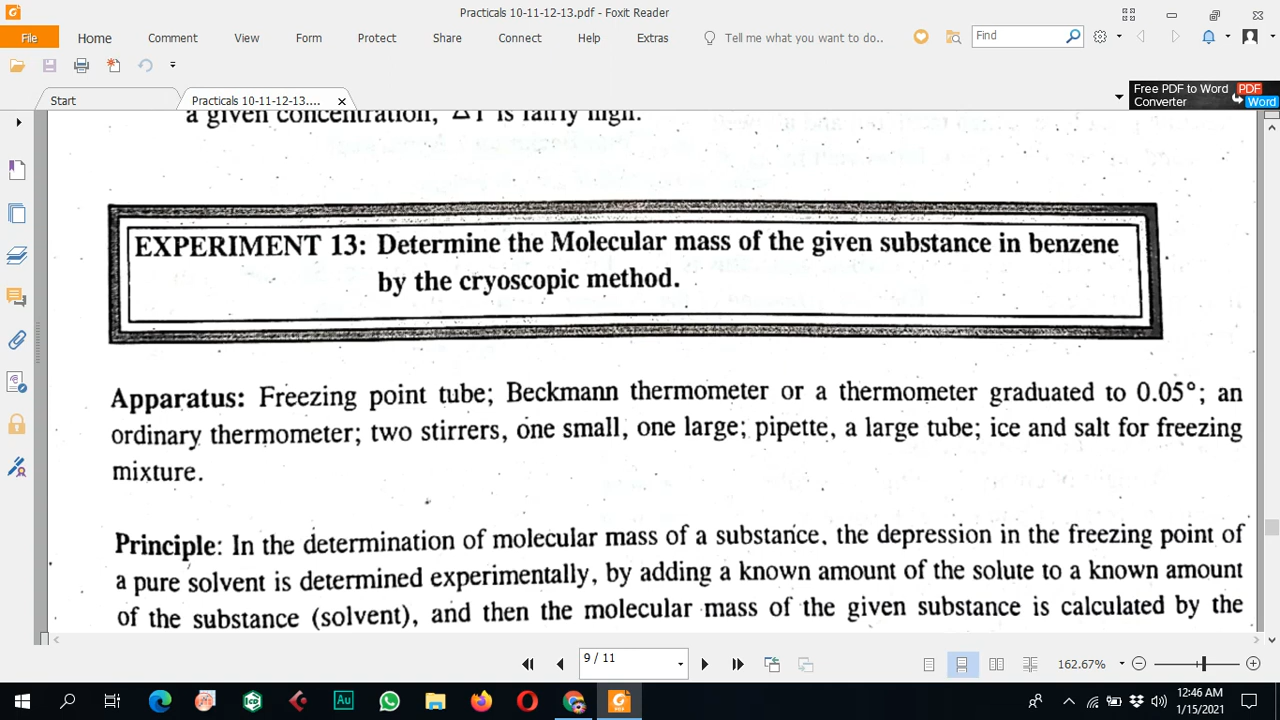 Practicals 10-11-12-13.pdf - Foxit Reader
File Home Comment View Form Protect Share Connect Help Extras Tell me what you want to do.. Find
Start Practicals 10-11-12-13.... Free PDF to Word
Converter
PDF
Word
a given concentration, △T is fairly high.
EXPERIMENT 13: Determine the Molecular mass of the given substance in benzene
by the cryoscopic method.
Apparatus: Freezing point tube; Beckmann thermometer or a thermometer graduated to 0.05°; an
ordinary thermometer; two stirrers, one small, one large; pipette, a large tube; ice and salt for freezing
mixture.
Principle: In the determination of molecular mass of a substance, the depression in the freezing point of
a pure solvent is determined experimentally, by adding a known amount of the solute to a known amount
of the substance (solvent), and then the molecular mass of the given substance is calculated by the
9 / 11 162.67%
Au
12:46 AM
1/15/2021